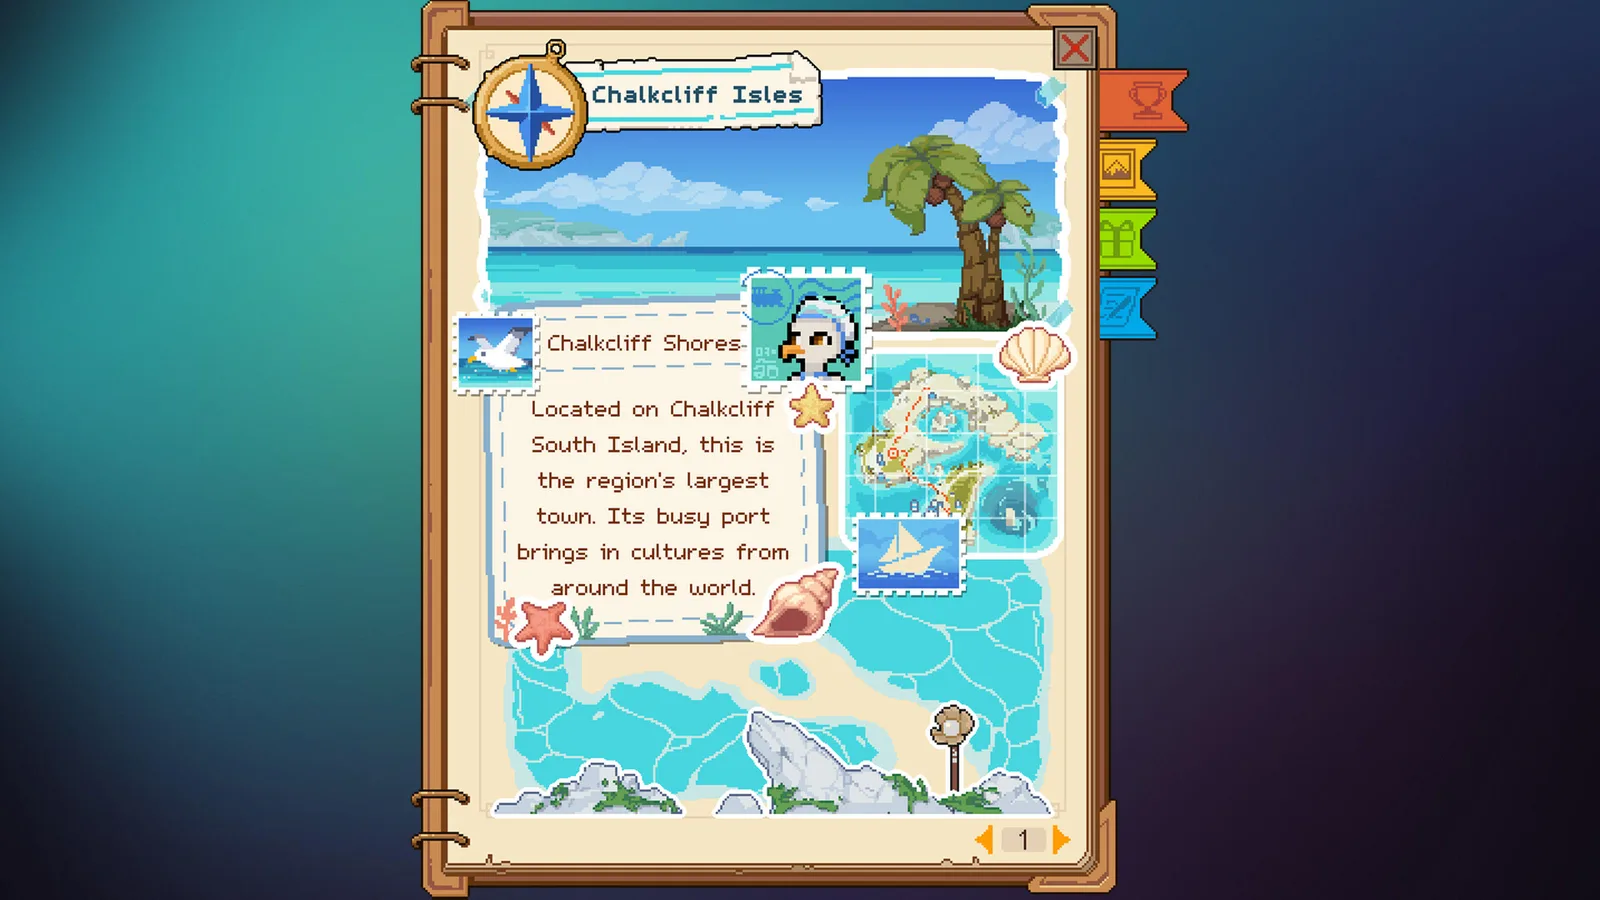 Chalkcliff Isles
Chalkcliff Shores
Located on Chalkcliff
South Island, this is
the region's largest
town. Its busy port
brings in cultures from
around the world.
1